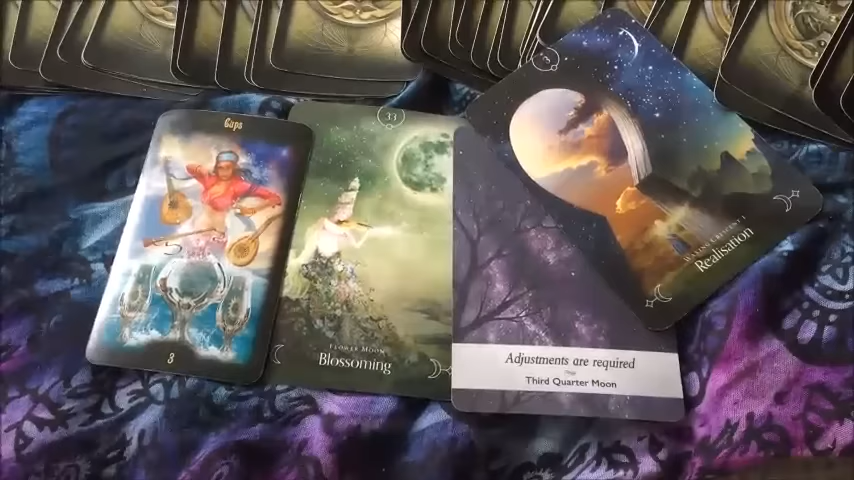 Cups
3
33
Flower Moon
Blossoming
Adjustments are required
Third Quarter Moon
Realisation